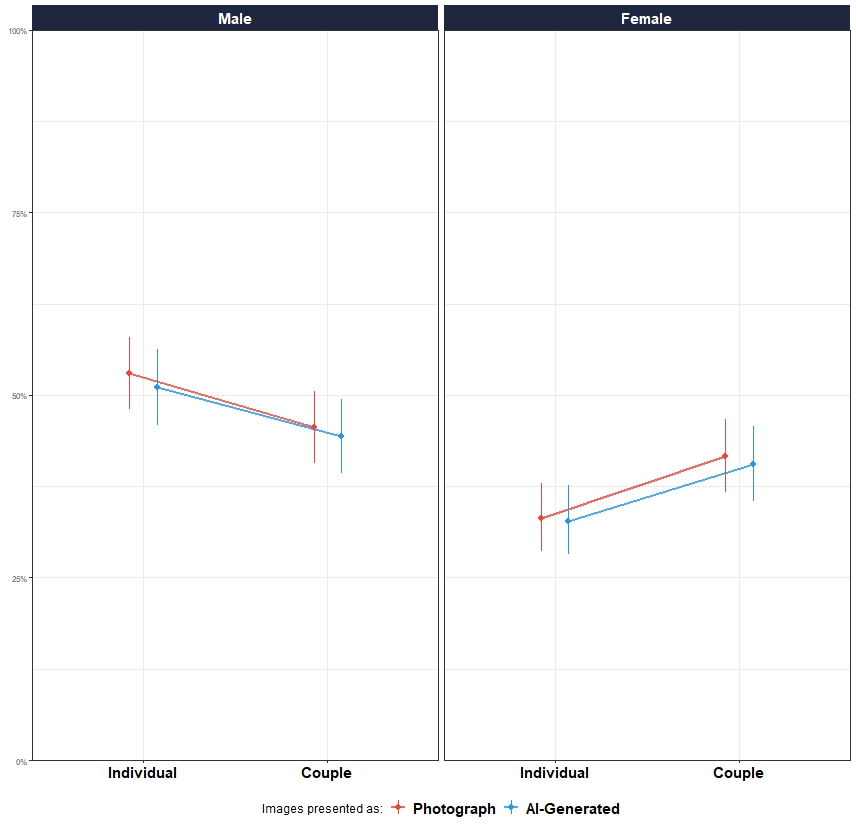 Male Female
100%
75%
50%
25%
0%
Individual Couple Individual Couple
Images presented as: Photograph AI-Generated